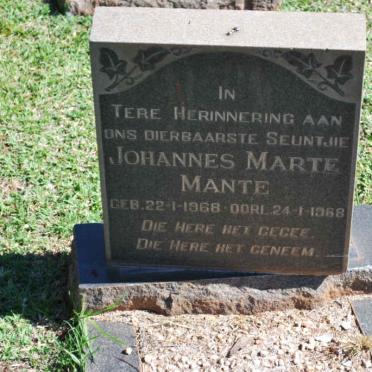 In
Tere Herinnering aan
ons dierbaarste Seuntjie
Johannes Marte
Mante
Geb. 22-1-1968 - Oorl. 24-1-1968
Die Here het gegee
Die Here het geneem.